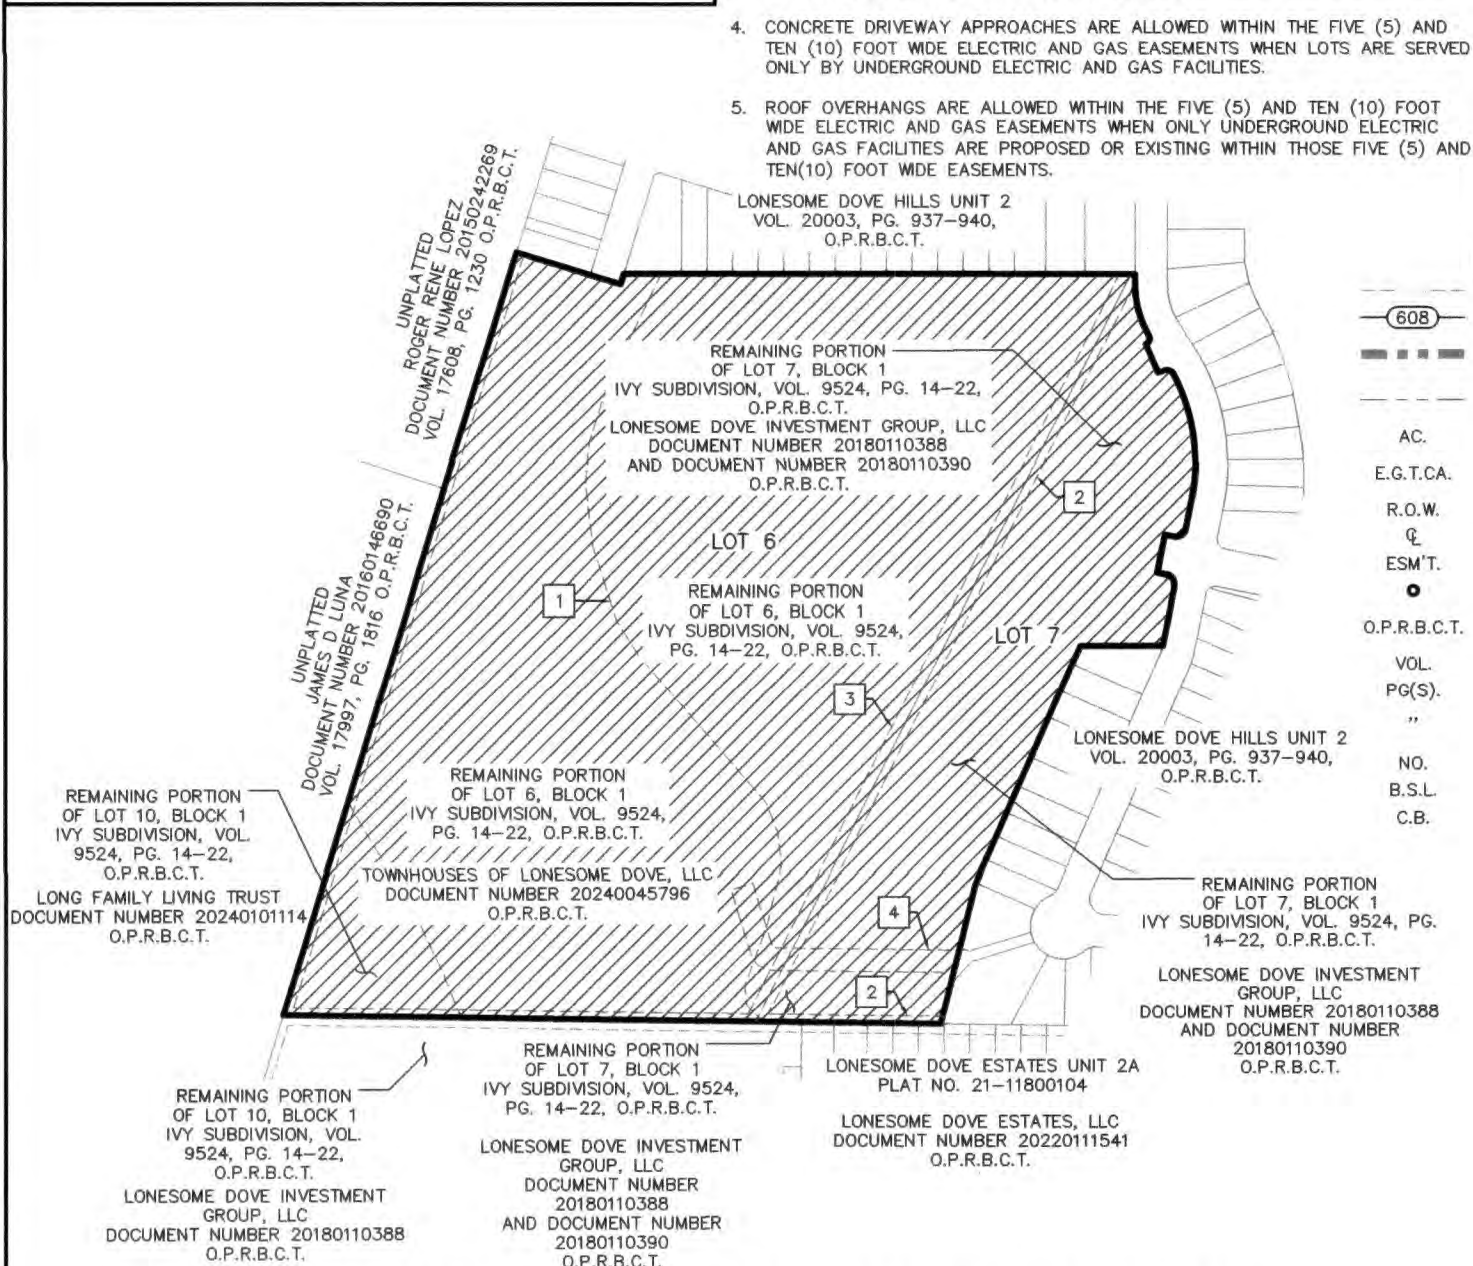 4. CONCRETE DRIVEWAY APPROACHES ARE ALLOWED WITHIN THE FIVE (5) AND
TEN (10) FOOT WIDE ELECTRIC AND GAS EASEMENTS WHEN LOTS ARE SERVED
ONLY BY UNDERGROUND ELECTRIC AND GAS FACILITIES.
5. ROOF OVERHANGS ARE ALLOWED WITHIN THE FIVE (5) AND TEN (10) FOOT
WIDE ELECTRIC AND GAS EASEMENTS WHEN ONLY UNDERGROUND ELECTRIC
AND GAS FACILITIES ARE PROPOSED OR EXISTING WITHIN THOSE FIVE (5) AND
TEN(10) FOOT WIDE EASEMENTS.
LONESOME DOVE HILLS UNIT 2
VOL. 20003, PG. 937-940,
O.P.R.B.C.T.
UNPLATTED
ROGER RENE LOPEZ
DOCUMENT NUMBER 20150242269
VOL. 17608, PG. 1230 O.P.R.B.C.T.
REMAINING PORTION
OF LOT 7, BLOCK 1
IVY SUBDIVISION, VOL. 9524, PG. 14-22,
O.P.R.B.C.T.
LONESOME DOVE INVESTMENT GROUP, LLC
DOCUMENT NUMBER 20180110388
AND DOCUMENT NUMBER 20180110390
O.P.R.B.C.T.
2
608
AC.
E.G.T.CA.
R.O.W.
℄
ESM'T.
O.P.R.B.C.T.
VOL.
PG(S).
"
NO.
B.S.L.
C.B.
LOT 6
1
REMAINING PORTION
OF LOT 6, BLOCK 1
IVY SUBDIVISION, VOL. 9524,
PG. 14-22, O.P.R.B.C.T.
LOT 7
3
UNPLATTED
JAMES D LUNA
DOCUMENT NUMBER 20160146690
VOL. 17997, PG. 1816 O.P.R.B.C.T.
LONESOME DOVE HILLS UNIT 2
VOL. 20003, PG. 937-940,
O.P.R.B.C.T.
REMAINING PORTION
OF LOT 6, BLOCK 1
IVY SUBDIVISION, VOL. 9524,
PG. 14-22, O.P.R.B.C.T.
TOWNHOUSES OF LONESOME DOVE, LLC
DOCUMENT NUMBER 20240045796
O.P.R.B.C.T.
REMAINING PORTION
OF LOT 10, BLOCK 1
IVY SUBDIVISION, VOL.
9524, PG. 14-22,
O.P.R.B.C.T.
LONG FAMILY LIVING TRUST
DOCUMENT NUMBER 20240101114
O.P.R.B.C.T.
4
2
REMAINING PORTION
OF LOT 7, BLOCK 1
IVY SUBDIVISION, VOL. 9524, PG.
14-22, O.P.R.B.C.T.
LONESOME DOVE INVESTMENT
GROUP, LLC
DOCUMENT NUMBER 20180110388
AND DOCUMENT NUMBER
20180110390
O.P.R.B.C.T.
REMAINING PORTION
OF LOT 10, BLOCK 1
IVY SUBDIVISION, VOL.
9524, PG. 14-22,
O.P.R.B.C.T.
LONESOME DOVE INVESTMENT
GROUP, LLC
DOCUMENT NUMBER 20180110388
O.P.R.B.C.T.
REMAINING PORTION
OF LOT 7, BLOCK 1
IVY SUBDIVISION, VOL. 9524,
PG. 14-22, O.P.R.B.C.T.
LONESOME DOVE INVESTMENT
GROUP, LLC
DOCUMENT NUMBER
20180110388
AND DOCUMENT NUMBER
20180110390
O.P.R.B.C.T.
LONESOME DOVE ESTATES UNIT 2A
PLAT NO. 21-11800104
LONESOME DOVE ESTATES, LLC
DOCUMENT NUMBER 20220111541
O.P.R.B.C.T.